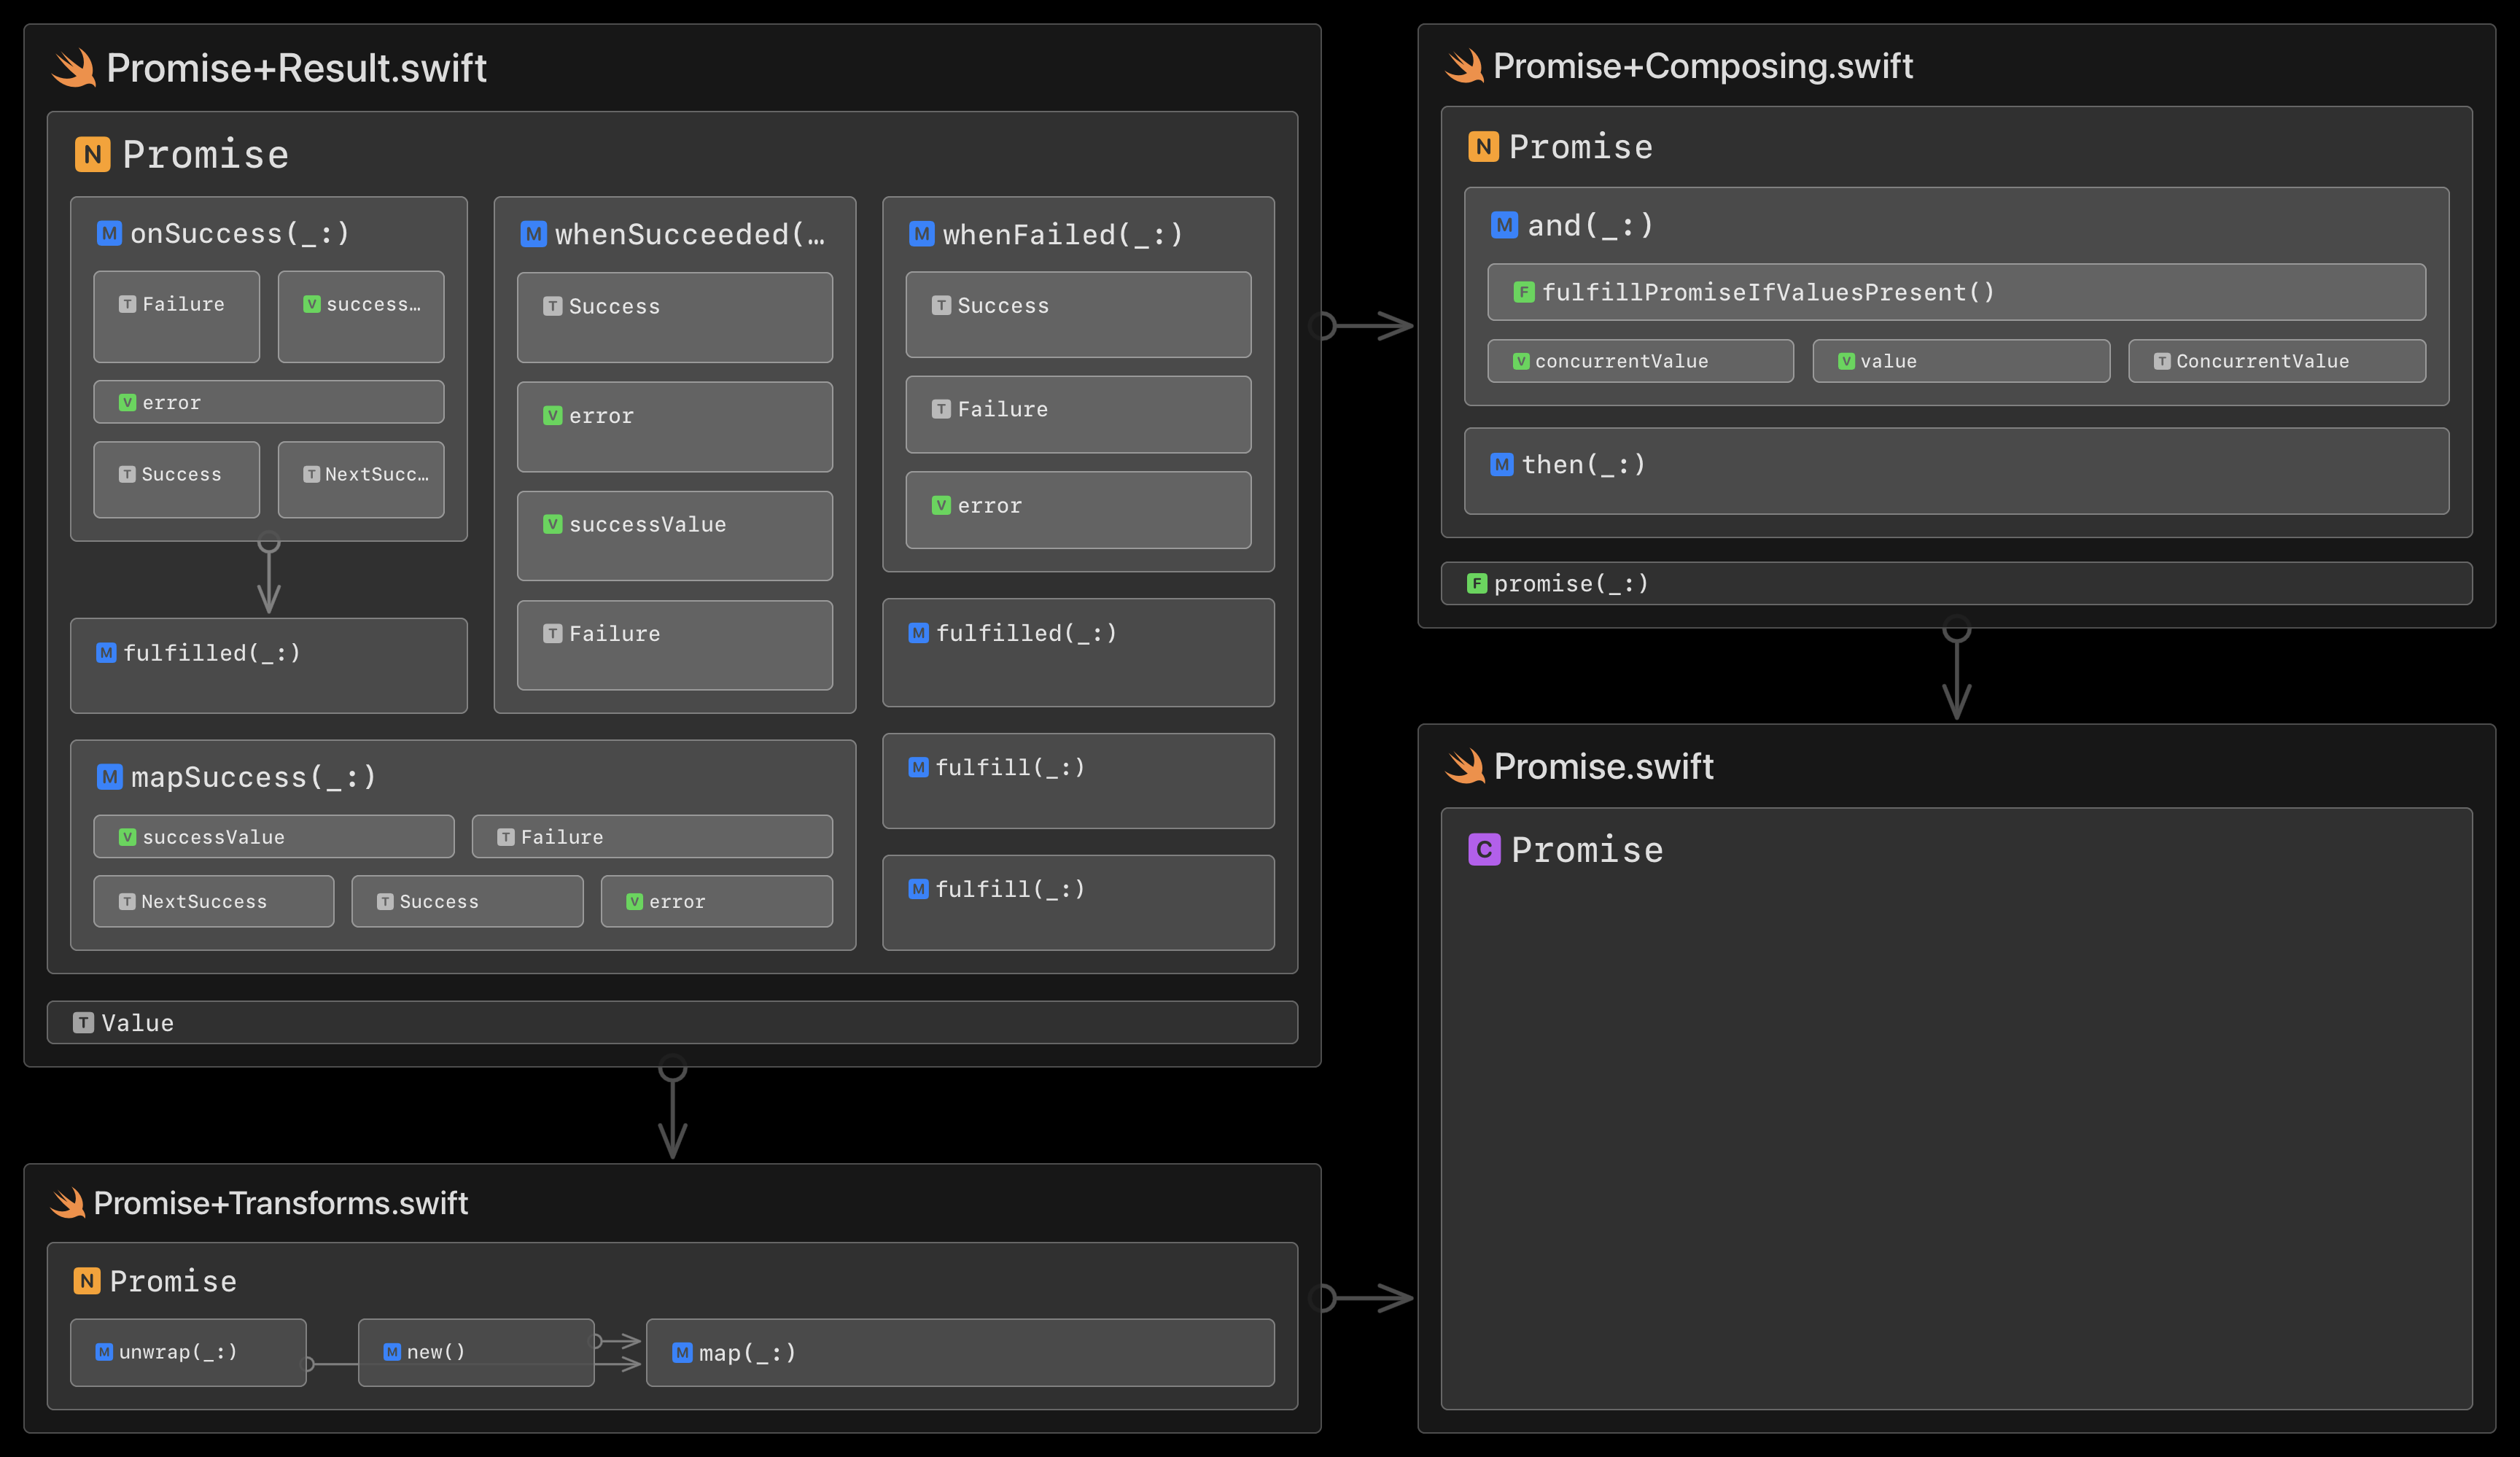 Promise+Result.swift
N Promise
M onSuccess(_:)
T Failure
V success…
V error
T Success
T NextSucc…
M fulfilled(_:)
M whenSucceeded(…
T Success
V error
V successValue
T Failure
M whenFailed(_:)
T Success
T Failure
V error
M fulfilled(_:)
M fulfill(_:)
M fulfill(_:)
M mapSuccess(_:)
V successValue
T Failure
T NextSuccess
T Success
V error
T Value
Promise+Composing.swift
N Promise
M and(_:)
F fulfillPromiseIfValuesPresent()
V concurrentValue
V value
T ConcurrentValue
M then(_:)
F promise(_:)
Promise+Transforms.swift
N Promise
M unwrap(_:)
M new()
M map(_:)
Promise.swift
C Promise